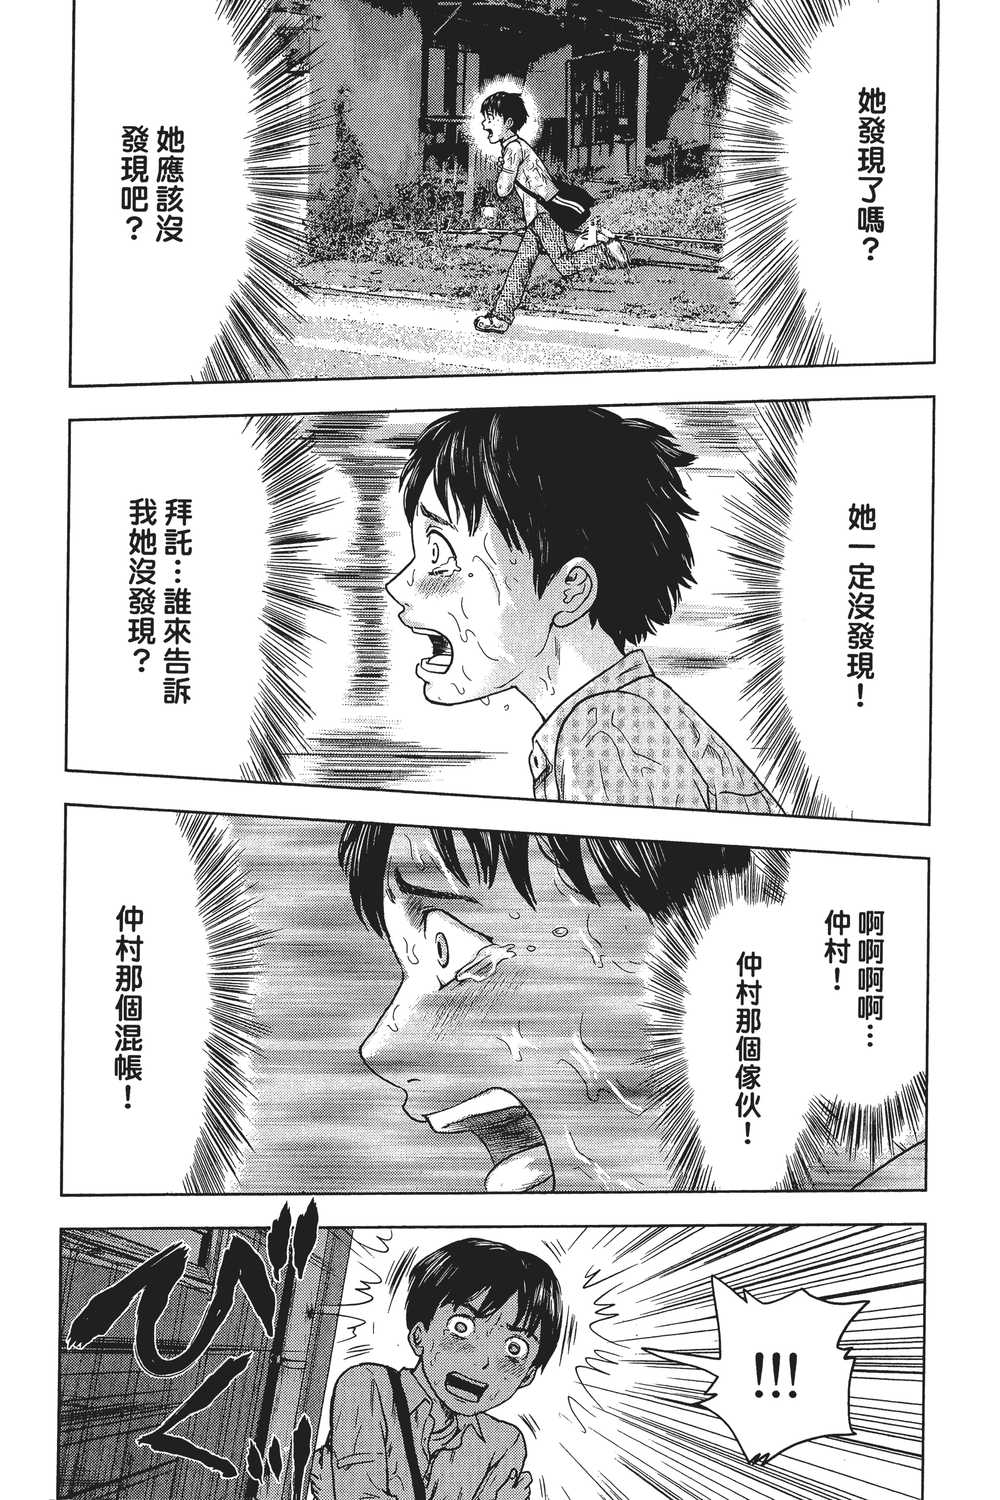 她發現了嗎？
她應該沒
發現吧？
她一定沒發現！
拜託…誰來告訴
我她沒發現？
啊啊啊啊…
仲村！
仲村那個傢伙！
仲村那個混帳！
!!!
びくッ